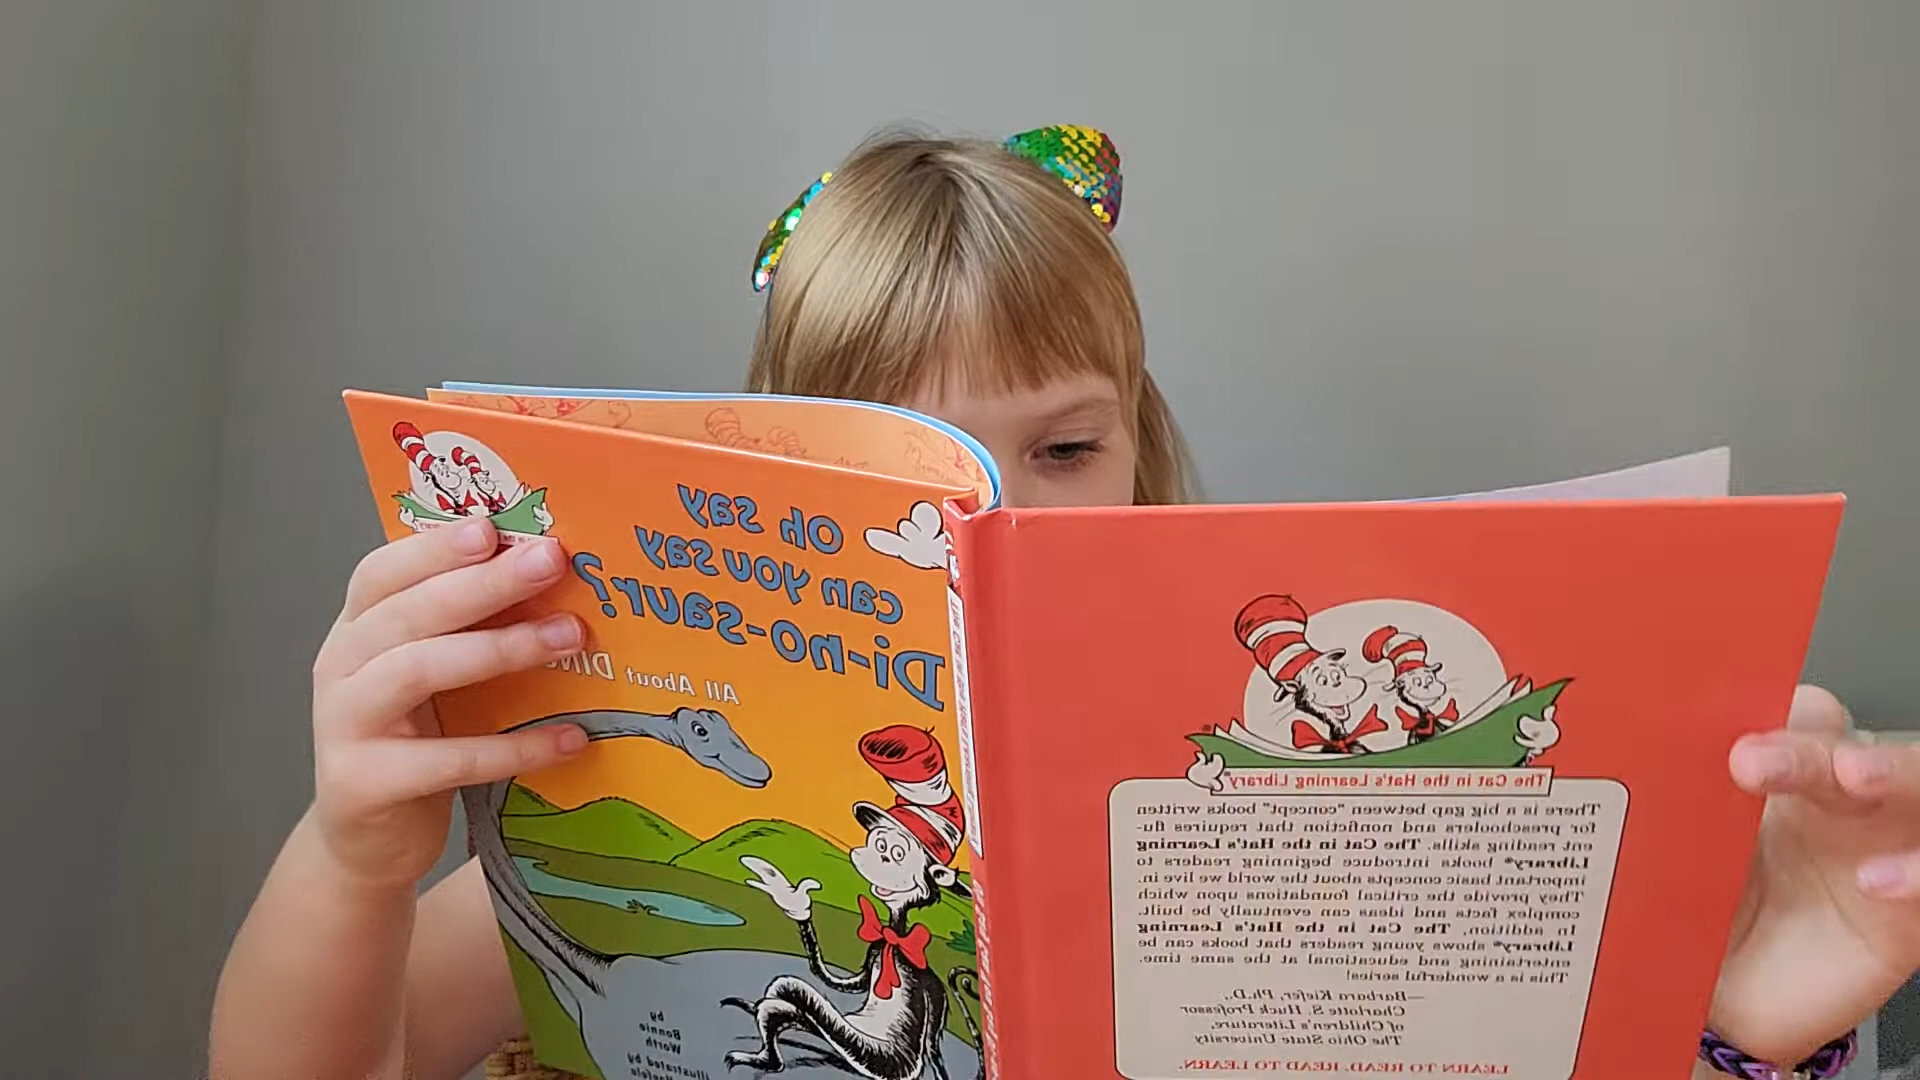 Oh say
can you say
Di-no-saur?
All About
by
Bonnie
Worth
illustrated by
The Cat in the Hat's Learning Library®
There is a big gap between "concept" books written
for preschoolers and nonfiction that requires flu-
ent reading skills. The Cat in the Hat's Learning
Library® books introduce beginning readers to
important basic concepts about the world we live in.
They provide the critical foundations upon which
complex facts and ideas can eventually be built.
In addition, The Cat in the Hat's Learning
Library® shows young readers that books can be
entertaining and educational at the same time.
This is a wonderful series!
—Barbara Kiefer, Ph.D.,
Charlotte S. Huck Professor
of Children's Literature,
The Ohio State University
LEARN TO READ. READ TO LEARN.